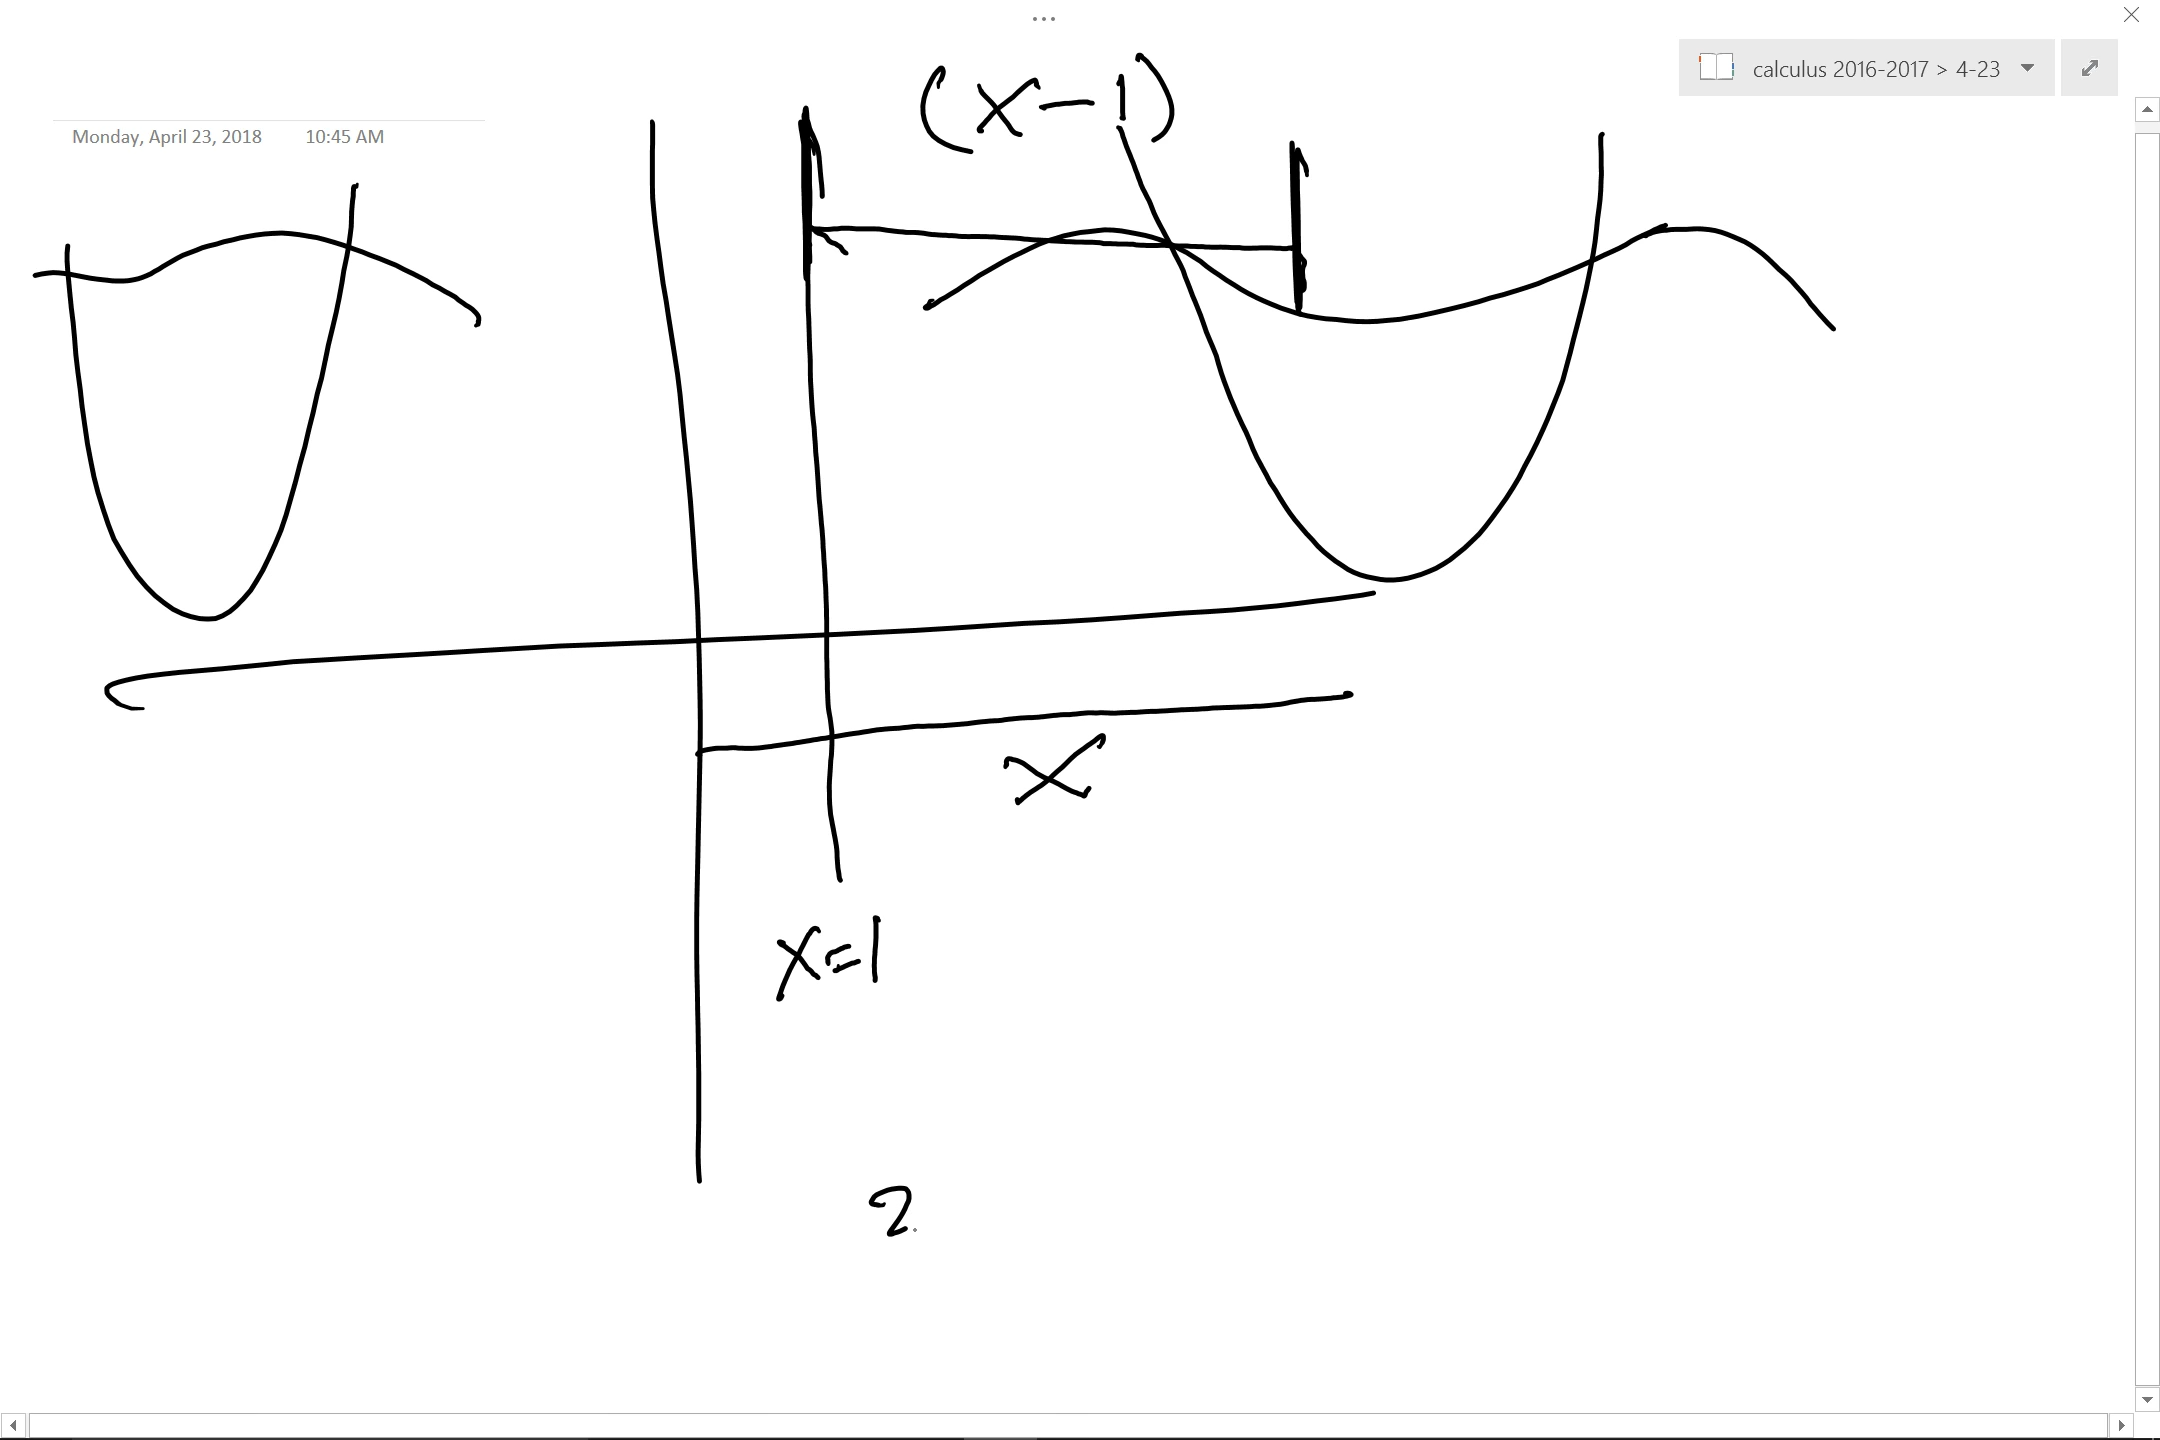 calculus 2016-2017 > 4-23
Monday, April 23, 2018 10:45 AM
(x-1)
x
x=1
2